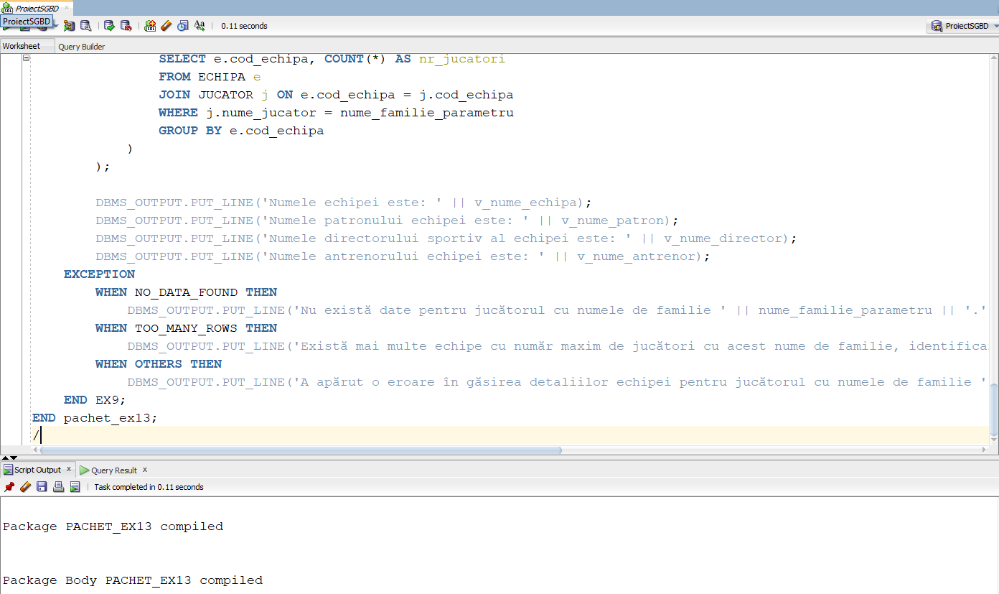 ProiectSGBD
ProiectSGBD
0.11 seconds
ProiectSGBD
Worksheet
Query Builder
SELECT e.cod_echipa, COUNT(*) AS nr_jucatori
FROM ECHIPA e
JOIN JUCATOR j ON e.cod_echipa = j.cod_echipa
WHERE j.nume_jucator = nume_familie_parametru
GROUP BY e.cod_echipa
)
);
DBMS_OUTPUT.PUT_LINE('Numele echipei este: ' || v_nume_echipa);
DBMS_OUTPUT.PUT_LINE('Numele patronului echipei este: ' || v_nume_patron);
DBMS_OUTPUT.PUT_LINE('Numele directorului sportiv al echipei este: ' || v_nume_director);
DBMS_OUTPUT.PUT_LINE('Numele antrenorului echipei este: ' || v_nume_antrenor);
EXCEPTION
WHEN NO_DATA_FOUND THEN
DBMS_OUTPUT.PUT_LINE('Nu există date pentru jucătorul cu numele de familie ' || nume_familie_parametru || '.'
WHEN TOO_MANY_ROWS THEN
DBMS_OUTPUT.PUT_LINE('Există mai multe echipe cu număr maxim de jucători cu acest nume de familie, identifica
WHEN OTHERS THEN
DBMS_OUTPUT.PUT_LINE('A apărut o eroare în găsirea detaliilor echipei pentru jucătorul cu numele de familie '
END EX9;
END pachet_ex13;
/
Script Output
Query Result
Task completed in 0.11 seconds
Package PACHET_EX13 compiled
Package Body PACHET_EX13 compiled